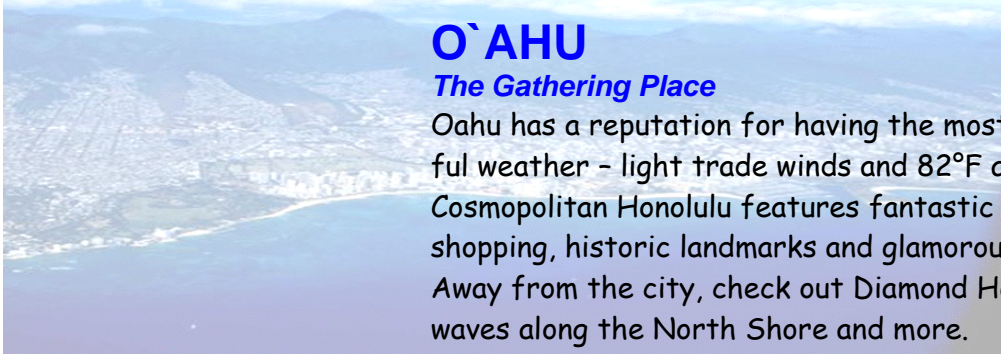 O`AHU
The Gathering Place
Oahu has a reputation for having the most
ful weather – light trade winds and 82°F
Cosmopolitan Honolulu features fantastic
shopping, historic landmarks and
Away from the city, check out Diamond
waves along the North Shore and more.